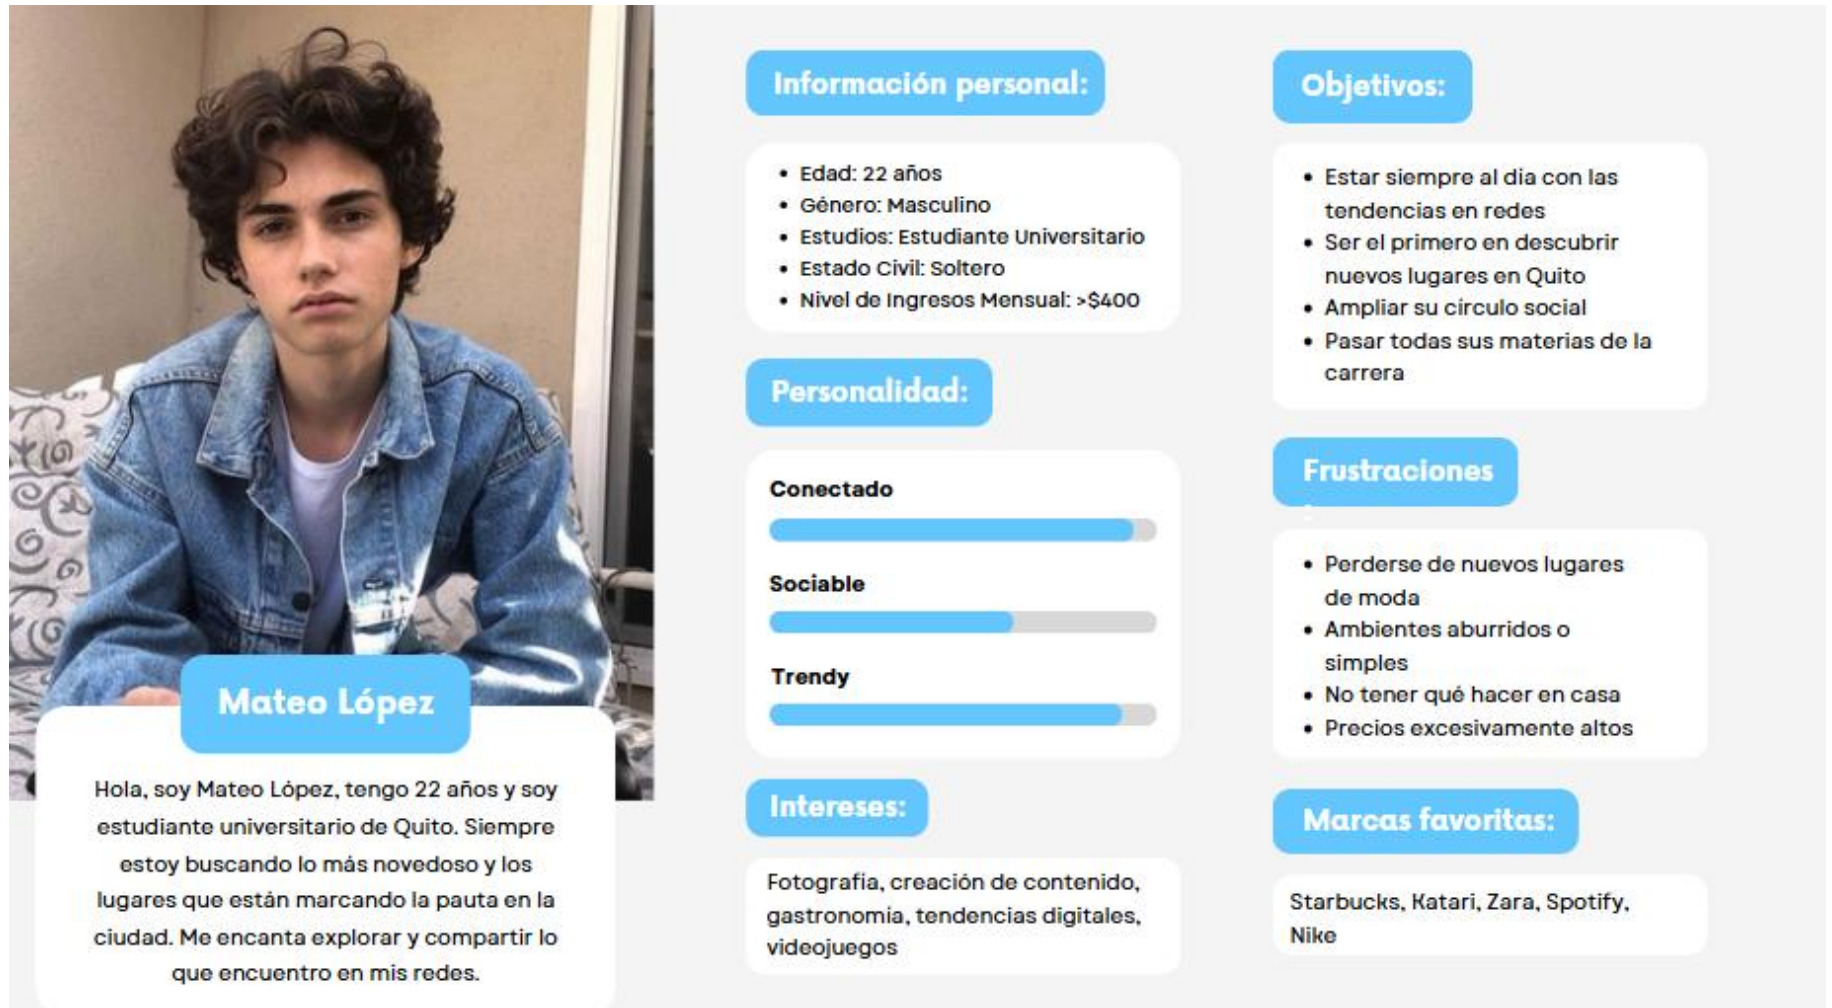 Mateo López
Hola, soy Mateo López, tengo 22 años y soy
estudiante universitario de Quito. Siempre
estoy buscando lo más novedoso y los
lugares que están marcando la pauta en la
ciudad. Me encanta explorar y compartir lo
que encuentro en mis redes.
Información personal:
• Edad: 22 años
• Género: Masculino
• Estudios: Estudiante Universitario
• Estado Civil: Soltero
• Nivel de Ingresos Mensual: >$400
Personalidad:
Conectado
Sociable
Trendy
Intereses:
Fotografía, creación de contenido,
gastronomía, tendencias digitales,
videojuegos
Objetivos:
• Estar siempre al día con las
tendencias en redes
• Ser el primero en descubrir
nuevos lugares en Quito
• Ampliar su círculo social
• Pasar todas sus materias de la
carrera
Frustraciones
:
• Perderse de nuevos lugares
de moda
• Ambientes aburridos o
simples
• No tener qué hacer en casa
• Precios excesivamente altos
Marcas favoritas:
Starbucks, Katari, Zara, Spotify,
Nike